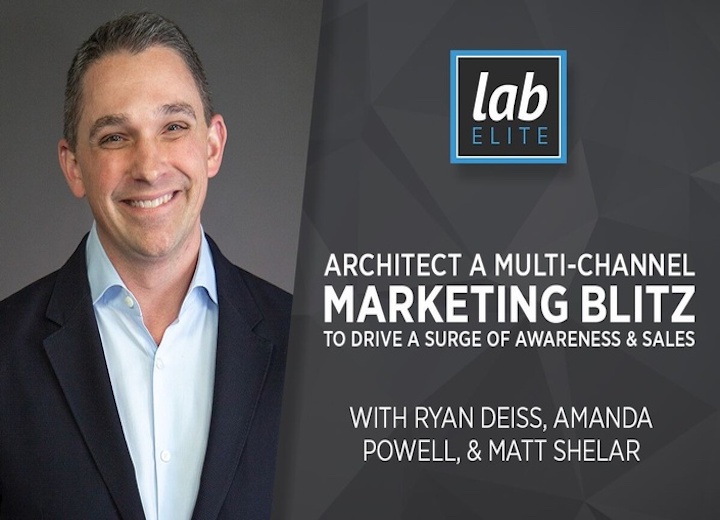 lab
ELITE
ARCHITECT A MULTI-CHANNEL
MARKETING BLITZ
TO DRIVE A SURGE OF AWARENESS & SALES
WITH RYAN DEISS, AMANDA
POWELL, & MATT SHELAR